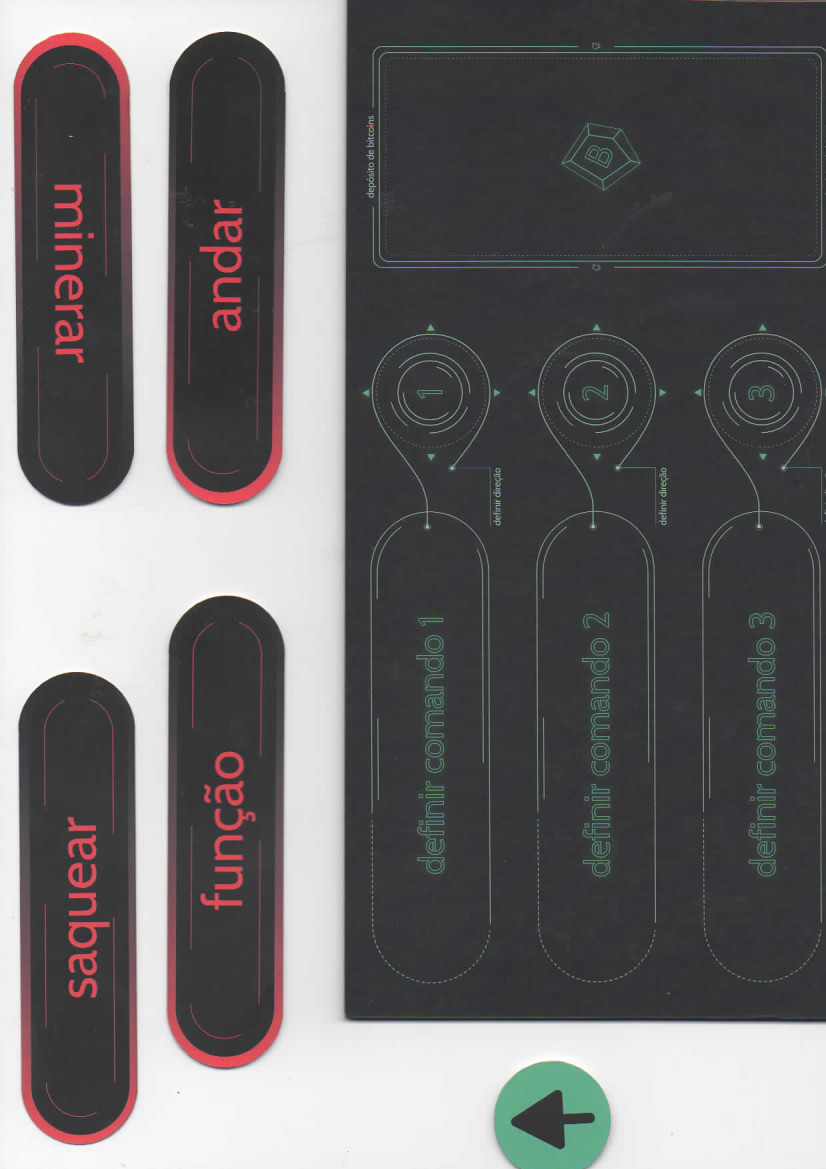 minerar
andar
saquear
função
depósito de bitcoins
B
1
2
3
definir direção
definir direção
definir comando 1
definir comando 2
definir comando 3